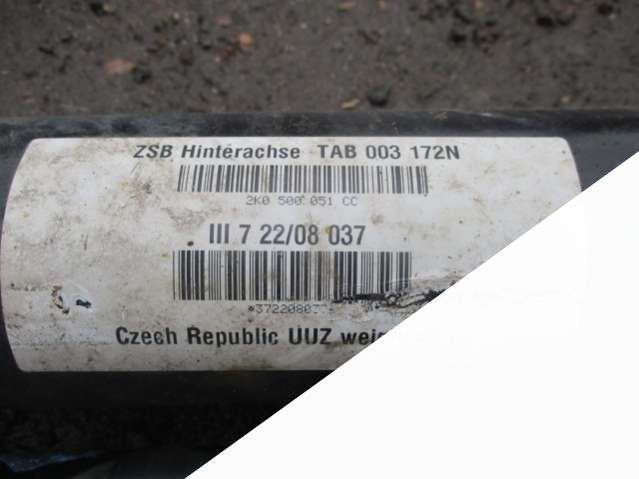 ZSB Hinterachse TAB 003 172N
2K0 500 051 CC
III 7 22/08 037
Czech Republic UUZ